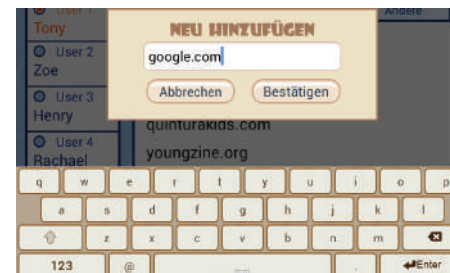 User 1
Tony
User 2
Zoe
User 3
Henry
User 4
Rachael
Andere
NEU HINZUFÜGEN
google.com
Abbrechen Bestätigen
quinturakids.com
youngzine.org
q w e r t y u i o p
a s d f g h j k l
z x c v b n m
123 @ . Enter